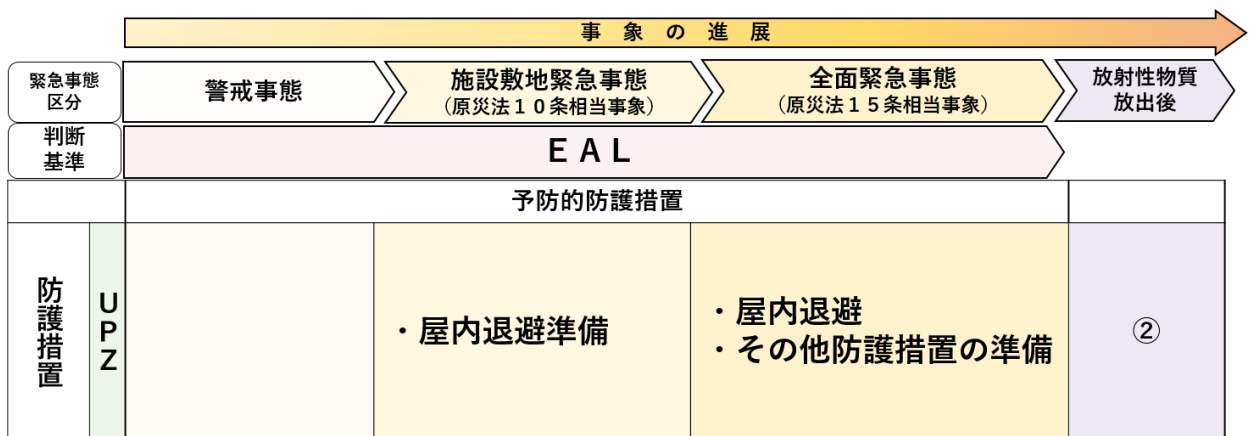 事象の進展
緊急事態
区分
警戒事態
施設敷地緊急事態
（原災法１０条相当事象）
全面緊急事態
（原災法１５条相当事象）
放射性物質
放出後
判断
基準
ＥＡＬ
予防的防護措置
防護措置
ＵＰＺ
・屋内退避準備
・屋内退避
・その他防護措置の準備
②